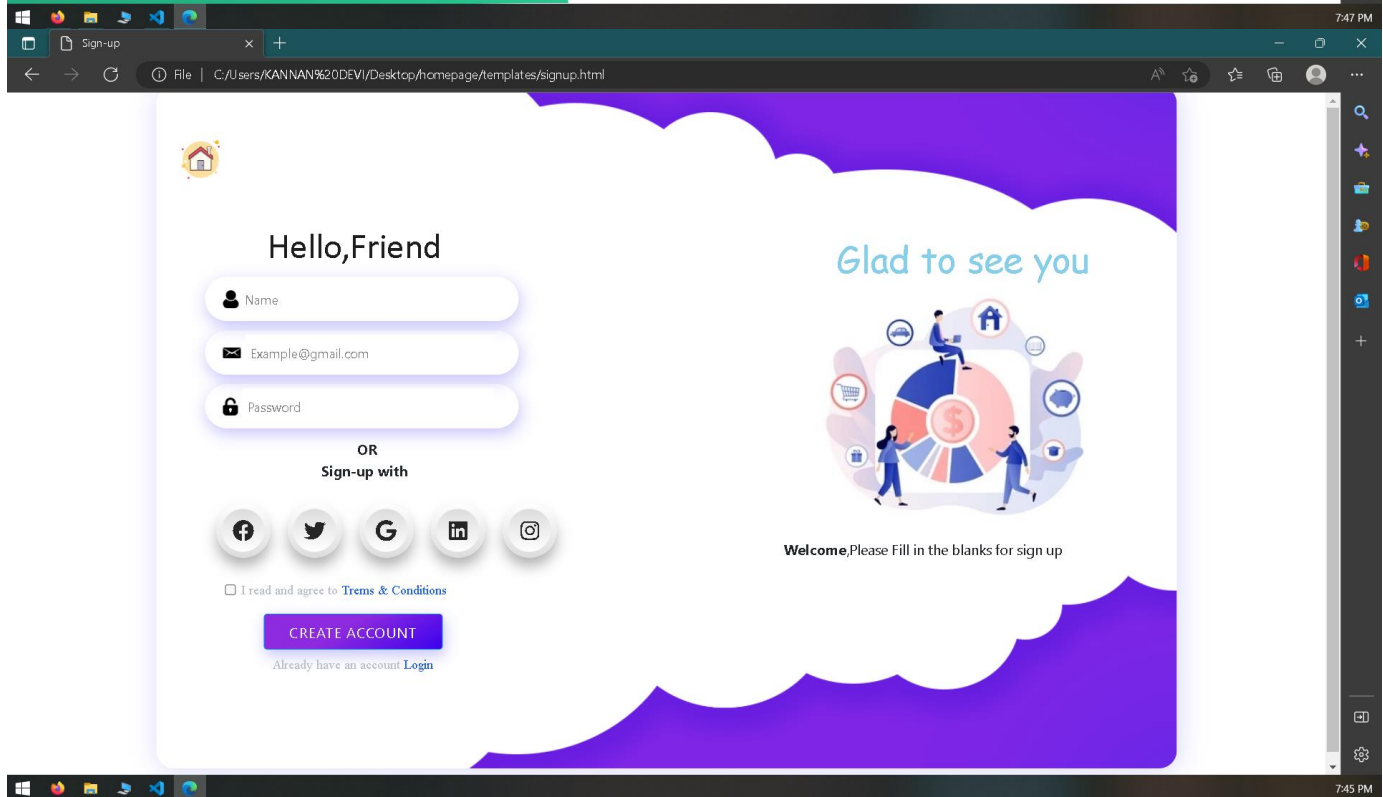 7:47 PM
Sign-up
File | C:/Users/KANNAN%20DEVI/Desktop/homepage/templates/signup.html
Hello,Friend
Name
Example@gmail.com
Password
OR
Sign-up with
I read and agree to Trems & Conditions
CREATE ACCOUNT
Already have an account Login
Glad to see you
Welcome,Please Fill in the blanks for sign up
7:45 PM